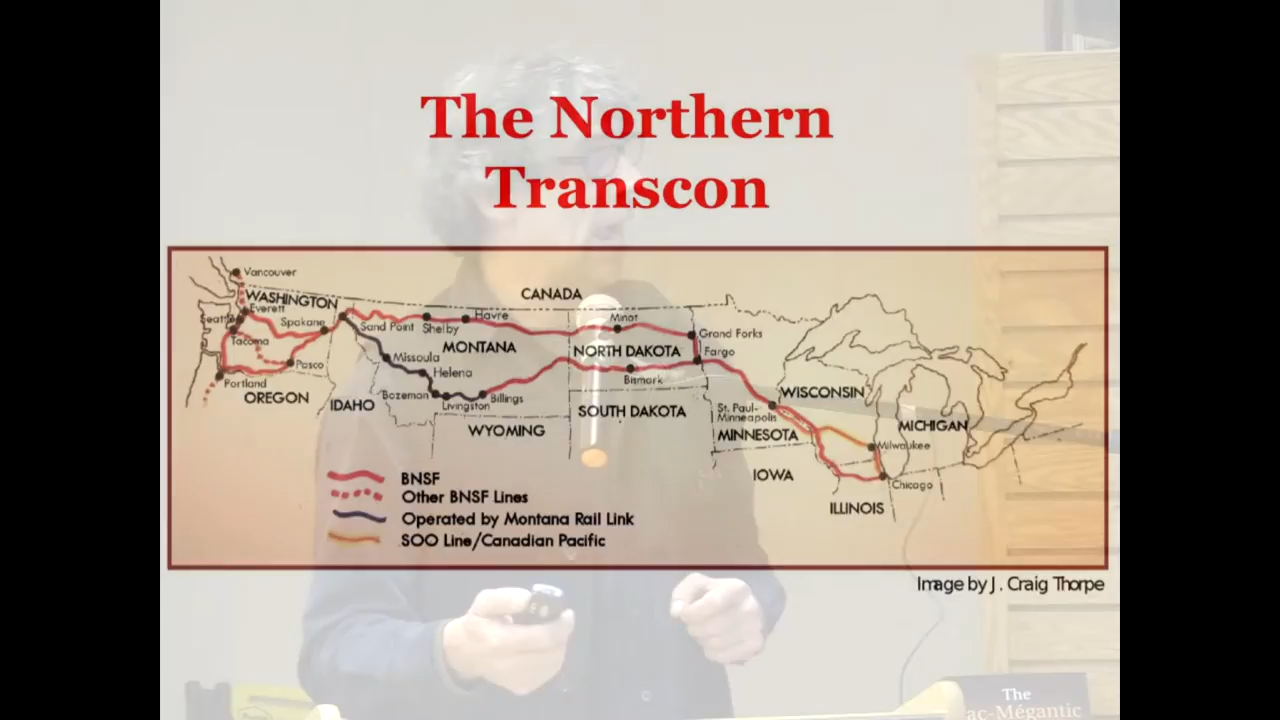 The Northern
Transcon
Vancouver
WASHINGTON
Everett
CANADA
Spokane
Sand Point
Shelby
Havre
Minot
Grand Forks
Tacoma
MONTANA
NORTH DAKOTA
Fargo
Pasco
Missoula
Helena
Bismark
Portland
OREGON
IDAHO
Bozeman
Livingston
Billings
SOUTH DAKOTA
WISCONSIN
St. Paul-
Minneapolis
MICHIGAN
WYOMING
MINNESOTA
Milwaukee
IOWA
Chicago
ILLINOIS
BNSF
Other BNSF Lines
Operated by Montana Rail Link
SOO Line/Canadian Pacific
Image by J. Craig Thorpe
The
ac-Mégantic